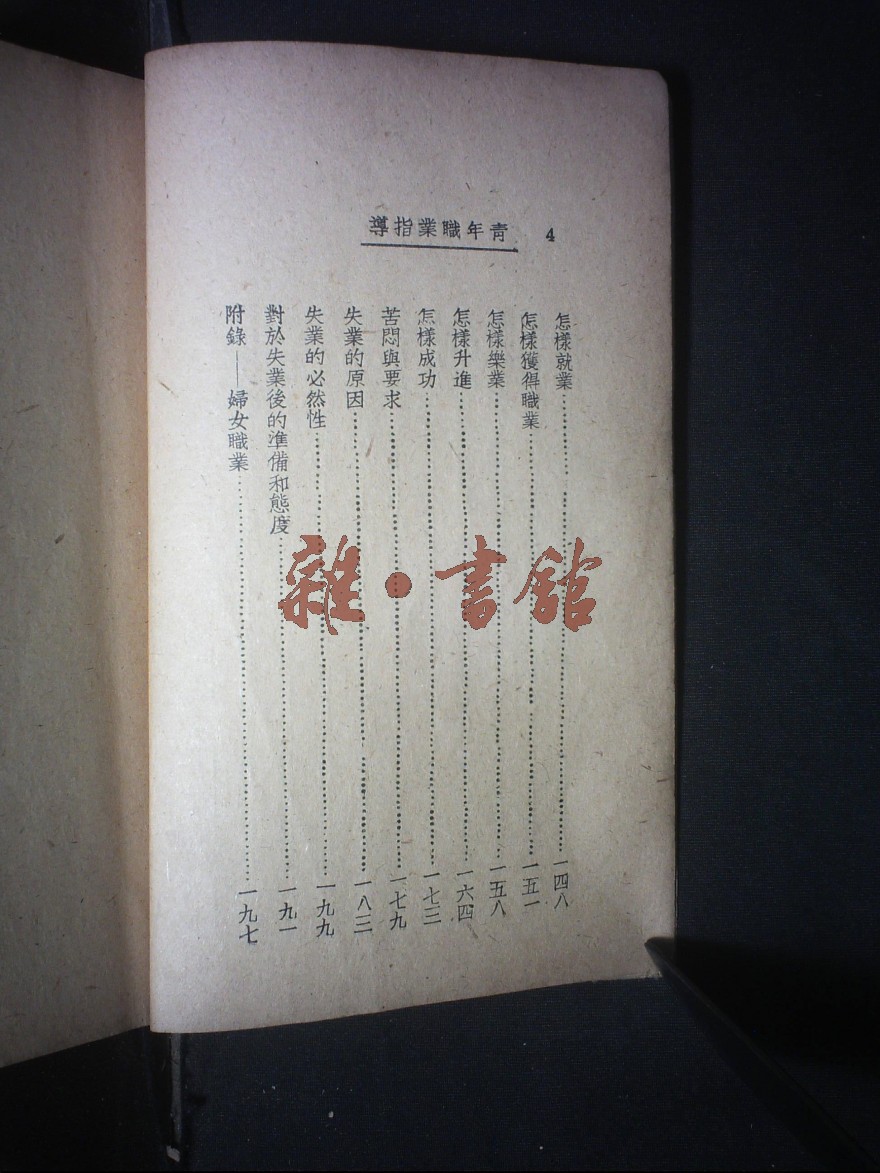 4 青年職業指導
怎樣就業……一四八
怎樣獲得職業……一五一
怎樣樂業……一五八
怎樣升進……一六四
怎樣成功……一七三
苦悶與要求……一七九
失業的原因……一八三
失業的必然性……一九九
對於失業後的準備和態度……一九一
附錄——婦女職業……一九七
雜·書館